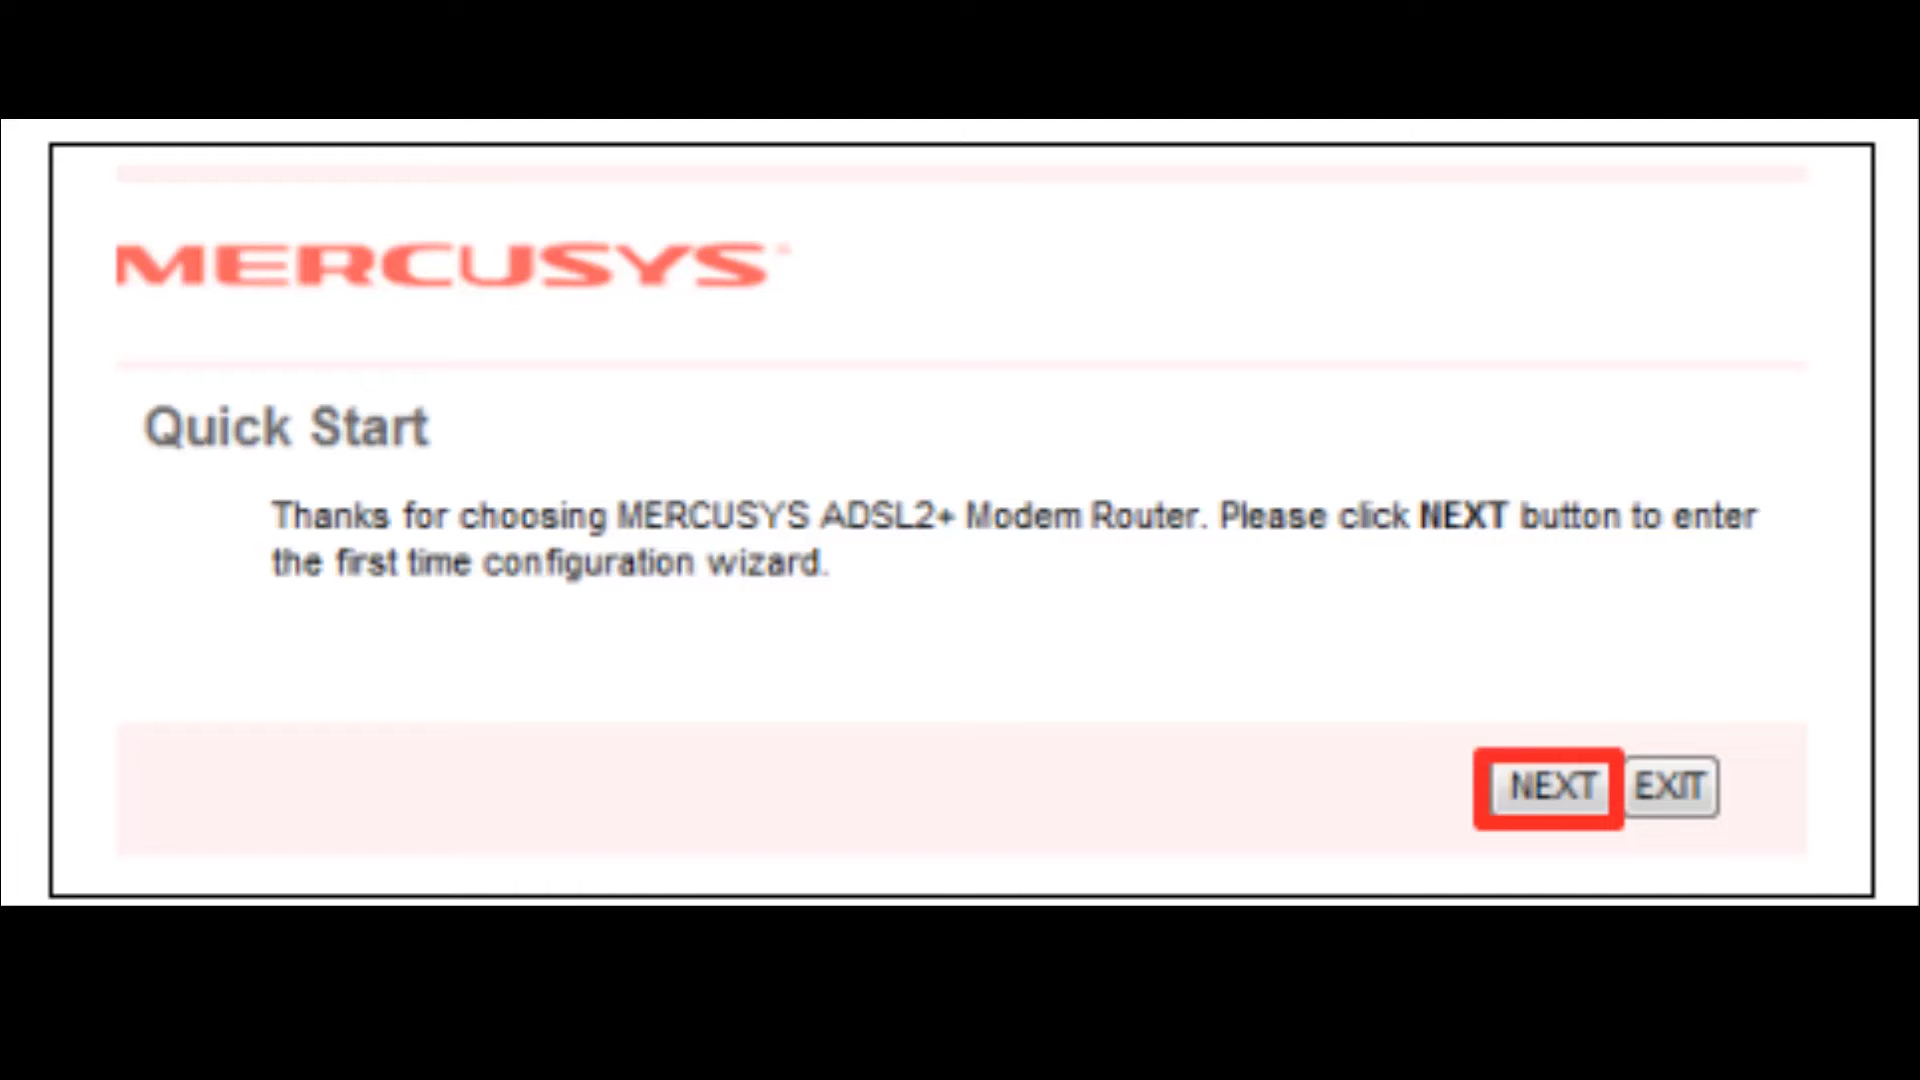 MERCUSYS
Quick Start
Thanks for choosing MERCUSYS ADSL2+ Modem Router. Please click NEXT button to enter
the first time configuration wizard.
NEXT EXIT